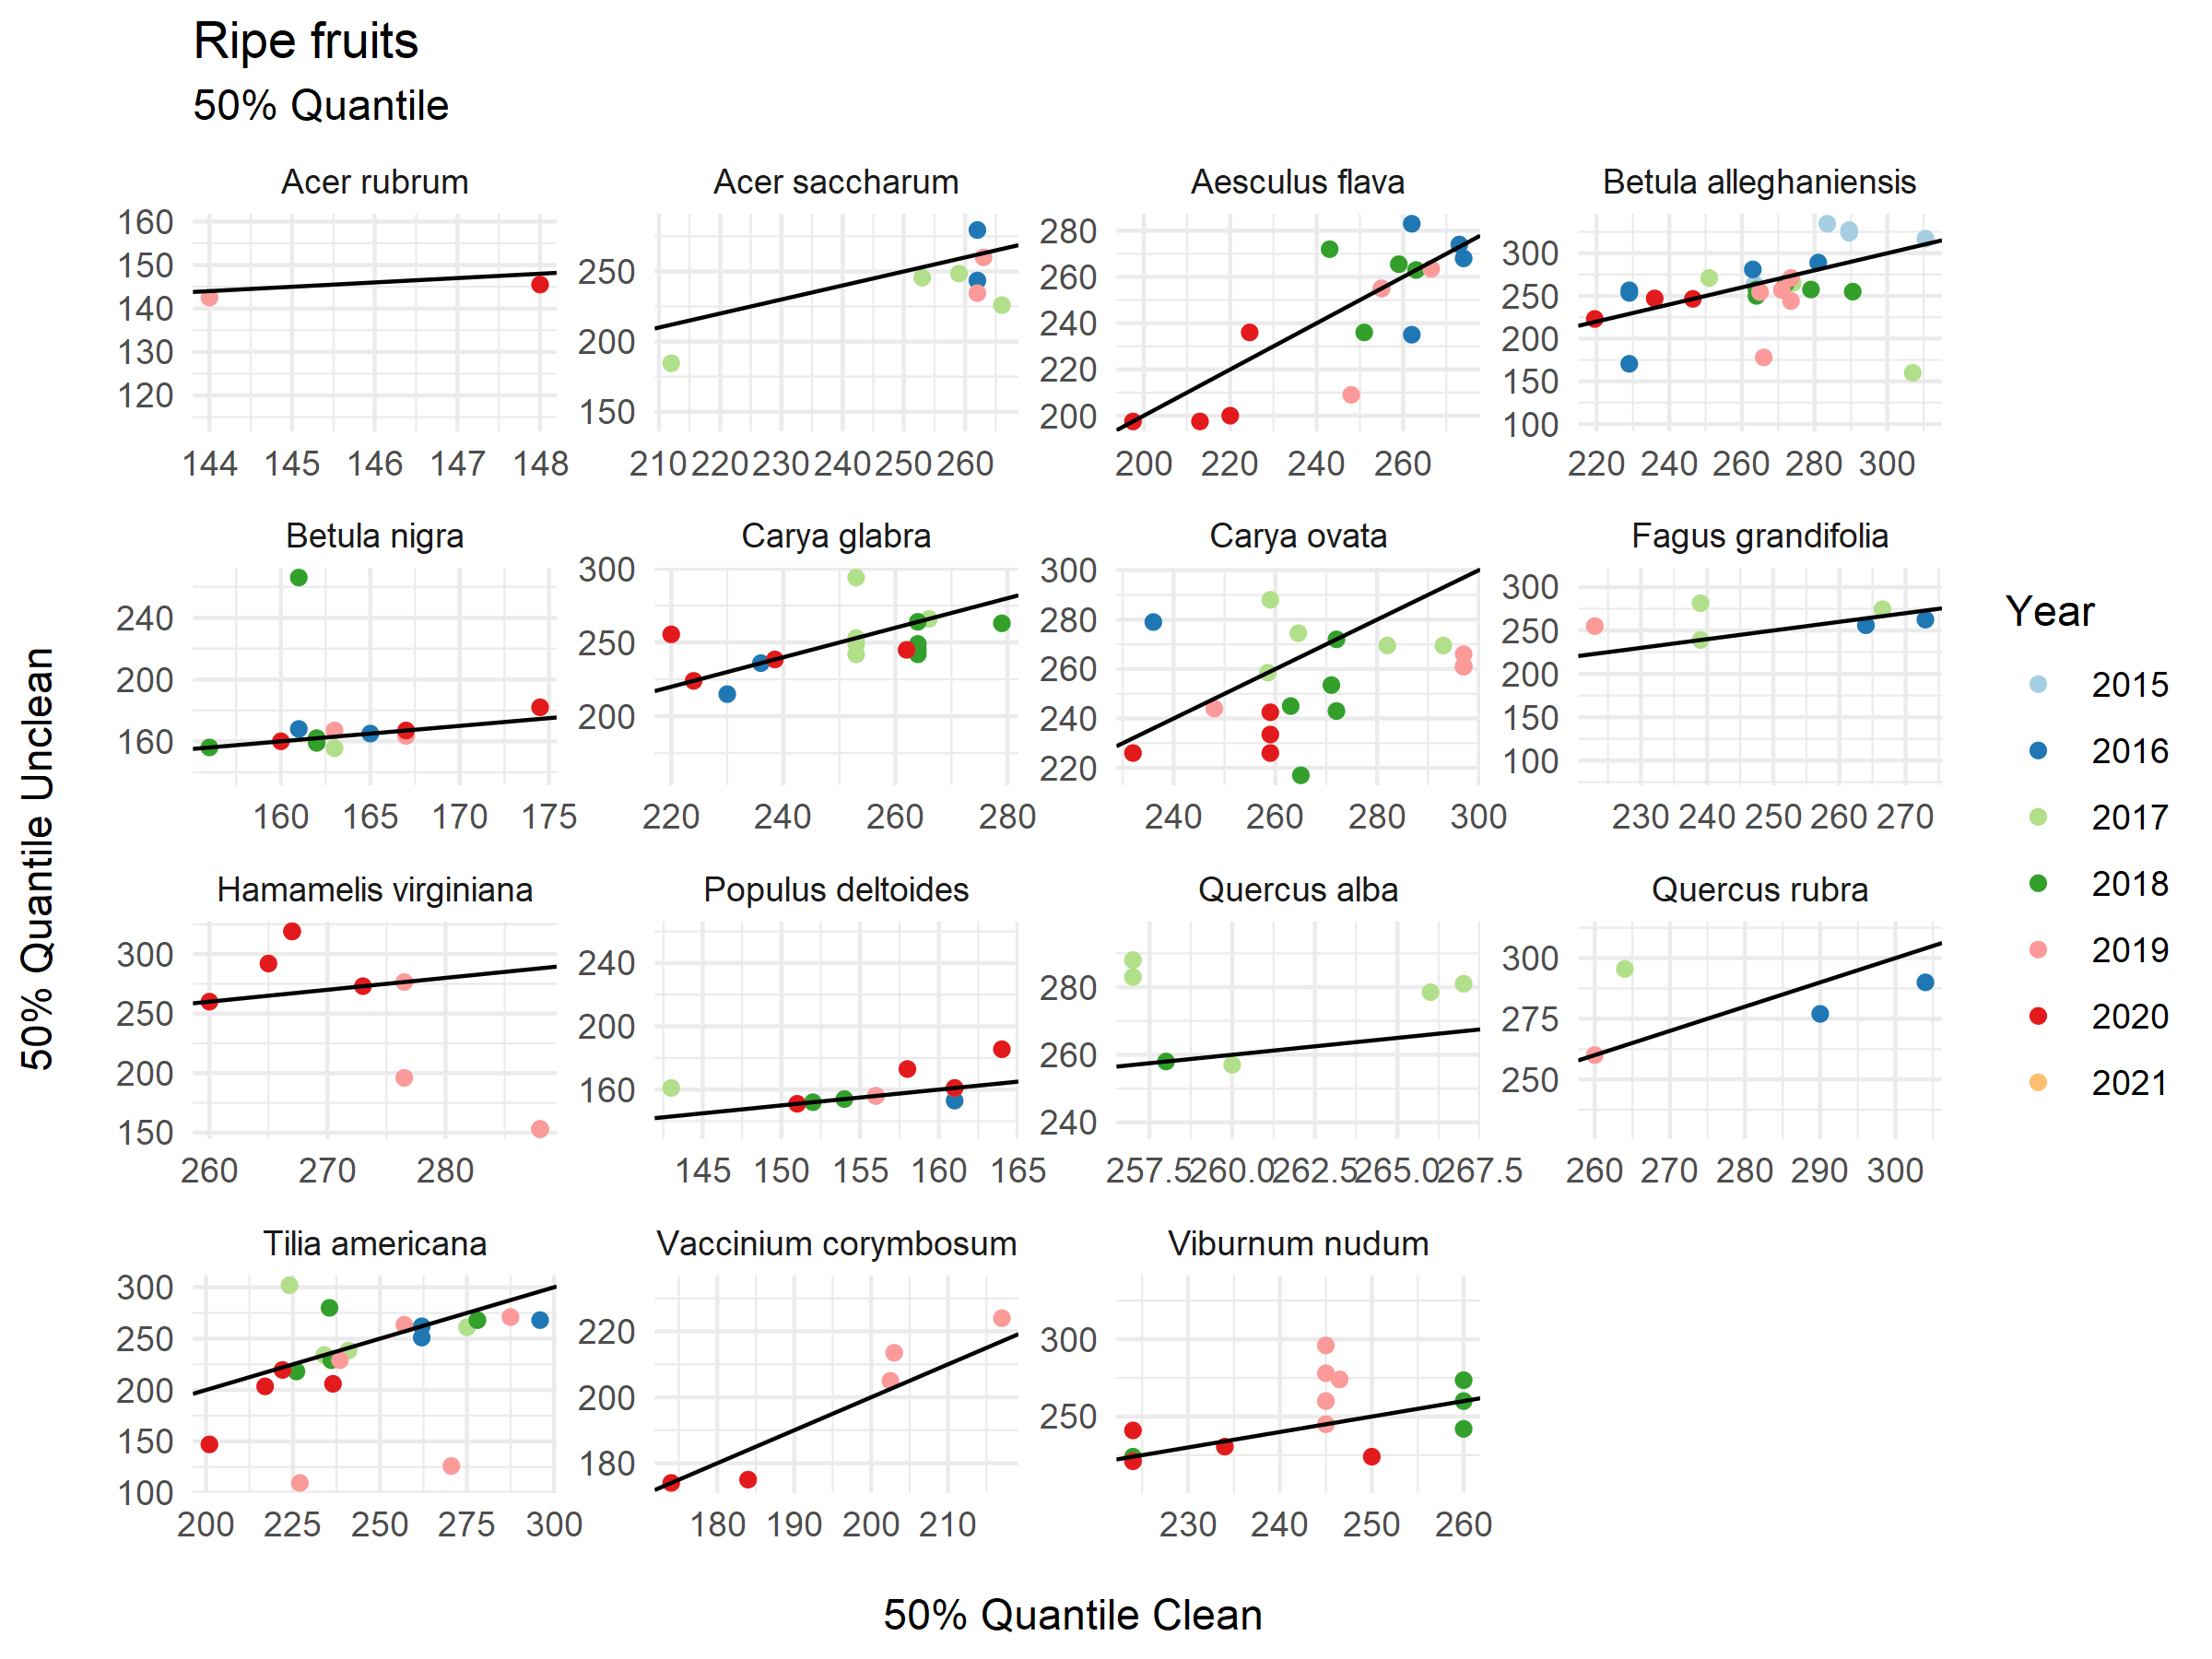 Ripe fruits
50% Quantile
Acer rubrum
Acer saccharum
Aesculus flava
Betula alleghaniensis
160
150
140
130
120
144 145 146 147 148
250
200
150
210 220 230 240 250 260
280
260
240
220
200
200 220 240 260
300
250
200
150
100
220 240 260 280 300
Betula nigra
Carya glabra
Carya ovata
Fagus grandifolia
240
200
160
160 165 170 175
300
250
200
220 240 260 280
300
280
260
240
220
240 260 280 300
300
250
200
150
100
230 240 250 260 270
Hamamelis virginiana
Populus deltoides
Quercus alba
Quercus rubra
300
250
200
150
260 270 280
240
200
160
145 150 155 160 165
280
260
240
257.5 260.0 262.5 265.0 267.5
300
275
250
260 270 280 290 300
Tilia americana
Vaccinium corymbosum
Viburnum nudum
300
250
200
150
100
200 225 250 275 300
220
200
180
180 190 200 210
300
250
230 240 250 260
50% Quantile Unclean
50% Quantile Clean
Year
2015
2016
2017
2018
2019
2020
2021